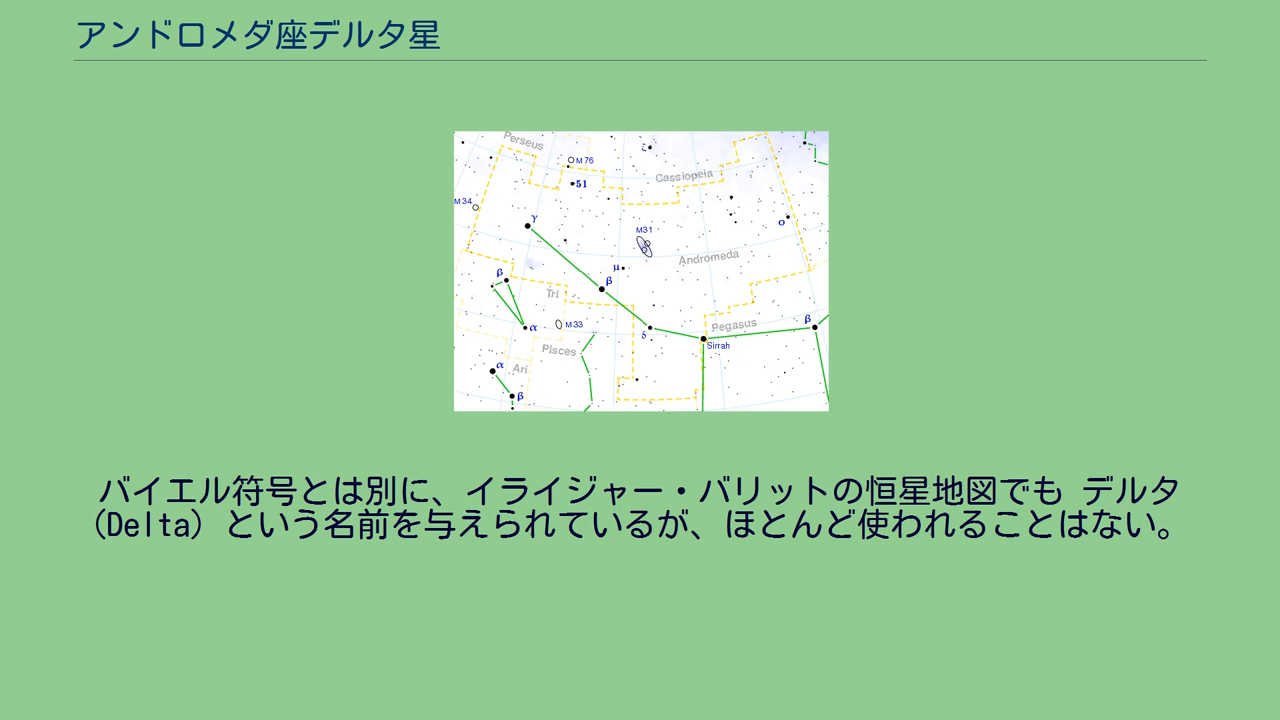 アンドロメダ座デルタ星
Perseus
M 76
ζ
51
Cassiopeia
M 34
γ
ο
M31
Andromeda
μ
β
β
Tri
α
M 33
δ
Pegasus
β
Sirrah
Pisces
α
Ari
β
バイエル符号とは別に、イライジャー・バリットの恒星地図でも デルタ
(Delta) という名前を与えられているが、ほとんど使われることはない。